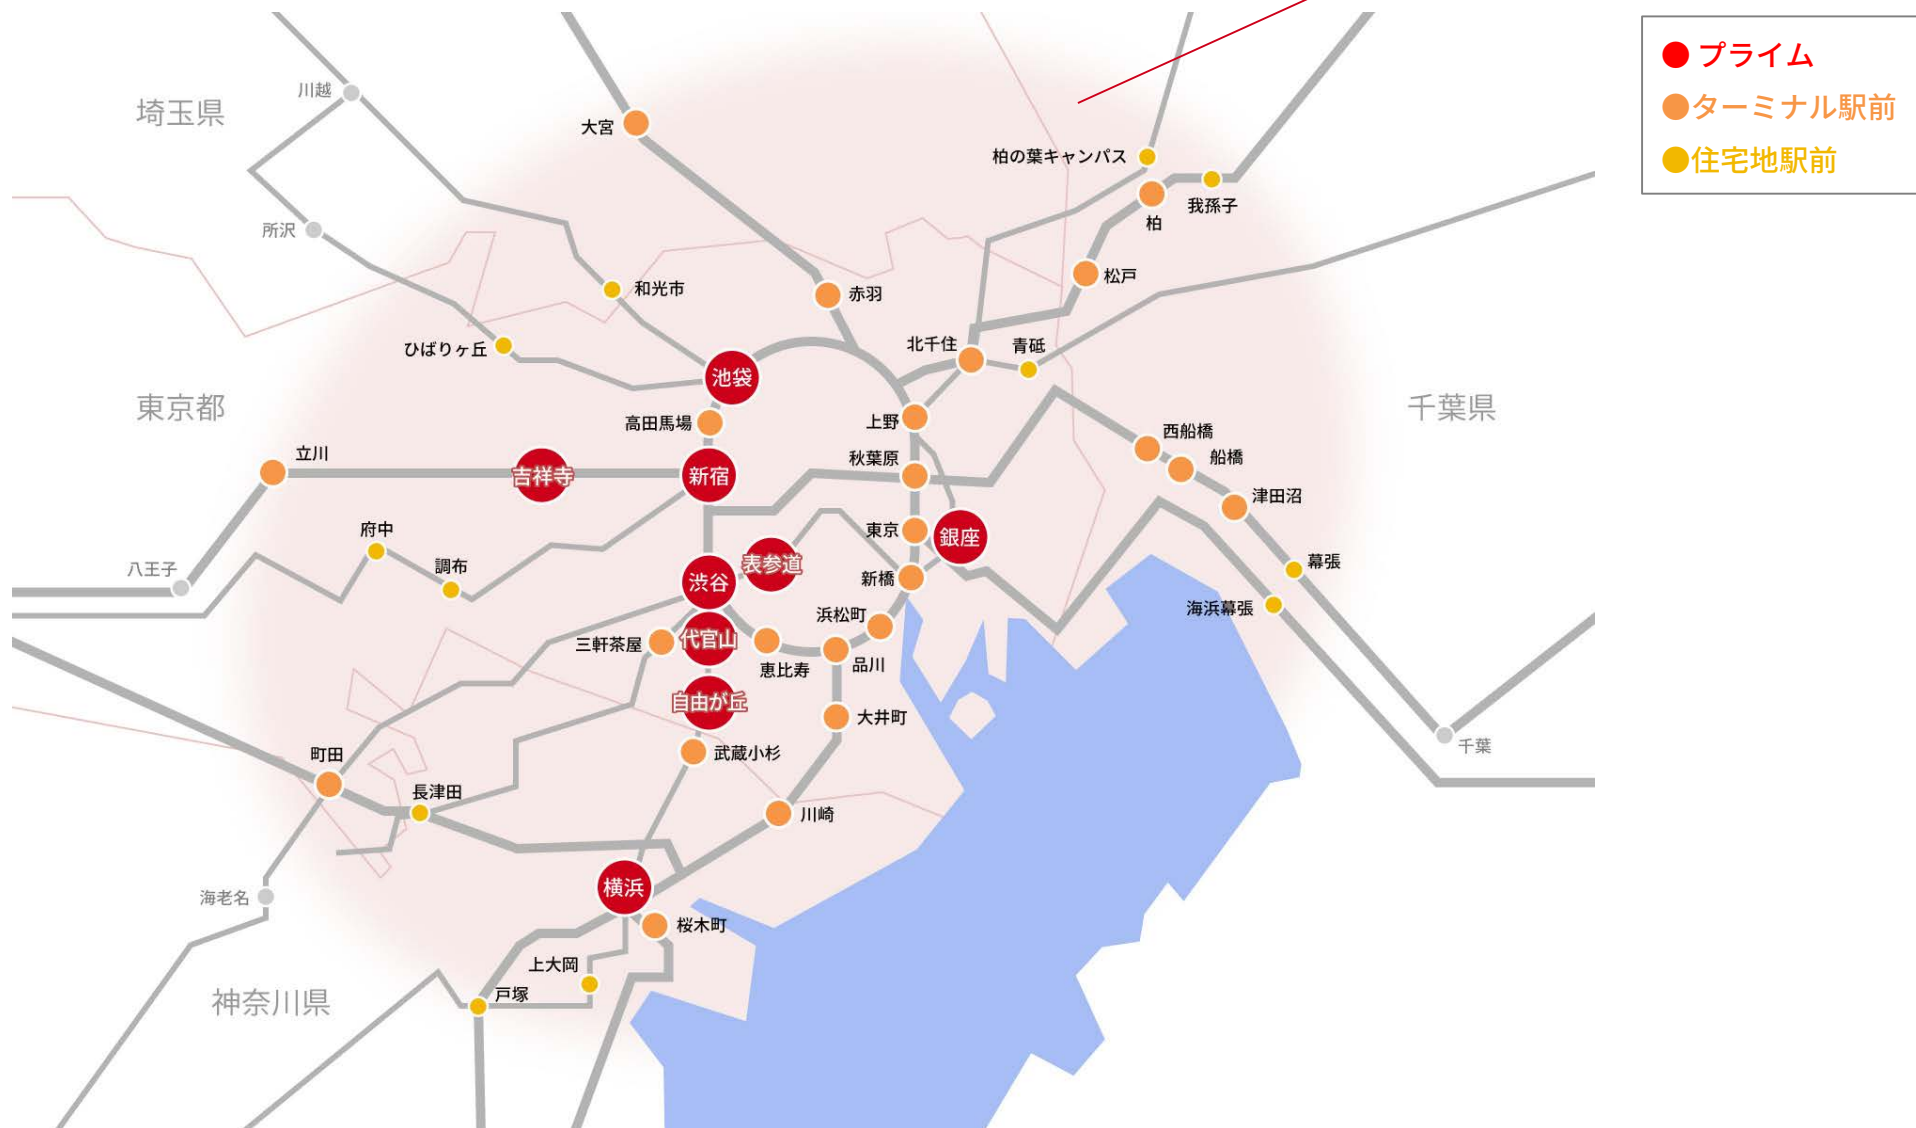 プライム
ターミナル駅前
住宅地駅前
川越
埼玉県
大宮
柏の葉キャンパス
我孫子
柏
所沢
松戸
和光市
赤羽
ひばりヶ丘
北千住
青砥
池袋
東京都
千葉県
高田馬場
上野
西船橋
立川
秋葉原
船橋
吉祥寺
新宿
津田沼
府中
東京
銀座
八王子
調布
表参道
幕張
渋谷
新橋
海浜幕張
浜松町
三軒茶屋
代官山
恵比寿
品川
自由が丘
大井町
千葉
町田
武蔵小杉
長津田
川崎
横浜
海老名
桜木町
上大岡
戸塚
神奈川県